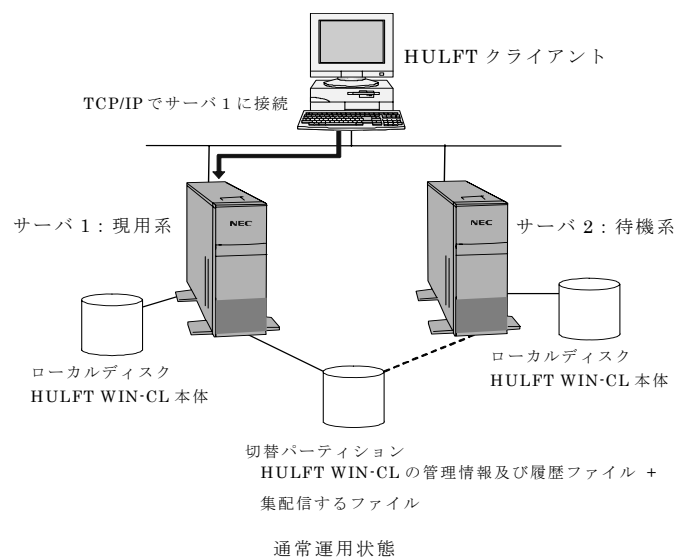 HULFT クライアント
TCP/IP でサーバ 1 に接続
サーバ 1 : 現用系
NEC
NEC
サーバ 2 : 待機系
ローカルディスク
HULFT WIN-CL 本体
ローカルディスク
HULFT WIN-CL 本体
切替パーティション
HULFT WIN-CL の管理情報及び履歴ファイル +
集配信するファイル
通常運用状態